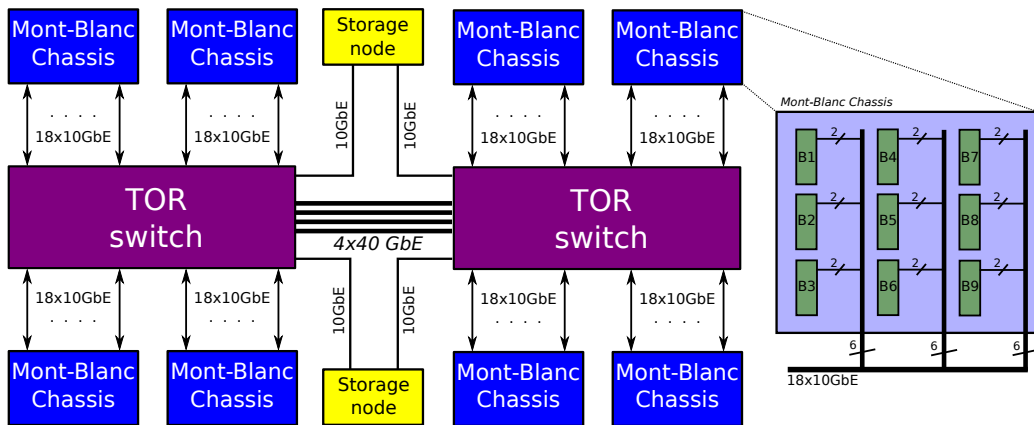 Mont-Blanc
Chassis
Mont-Blanc
Chassis
Storage
node
Mont-Blanc
Chassis
Mont-Blanc
Chassis
. . . .
18x10GbE
. . . .
18x10GbE
10GbE
10GbE
. . . .
18x10GbE
. . . .
18x10GbE
TOR
switch
4x40 GbE
TOR
switch
18x10GbE
. . . .
18x10GbE
. . . .
10GbE
10GbE
18x10GbE
. . . .
18x10GbE
. . . .
Mont-Blanc
Chassis
Mont-Blanc
Chassis
Storage
node
Mont-Blanc
Chassis
Mont-Blanc
Chassis
Mont-Blanc Chassis
B1 2 B4 2 B7 2
B2 2 B5 2 B8 2
B3 2 B6 2 B9 2
6 6 6
18x10GbE